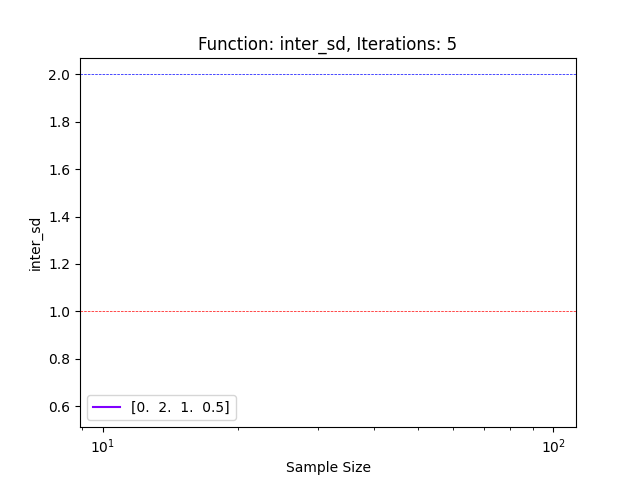 Function: inter_sd, Iterations: 5
inter_sd
2.0
1.8
1.6
1.4
1.2
1.0
0.8
0.6
[0. 2. 1. 0.5]
10¹
10²
Sample Size